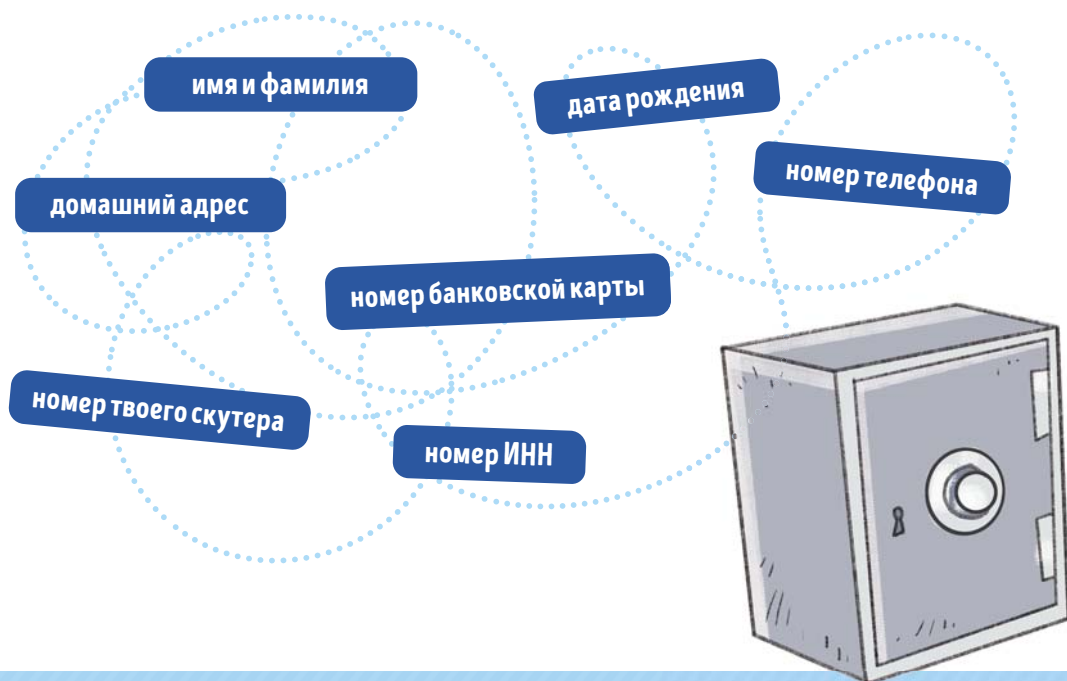 имя и фамилия
дата рождения
номер телефона
домашний адрес
номер банковской карты
номер твоего скутера
номер ИНН